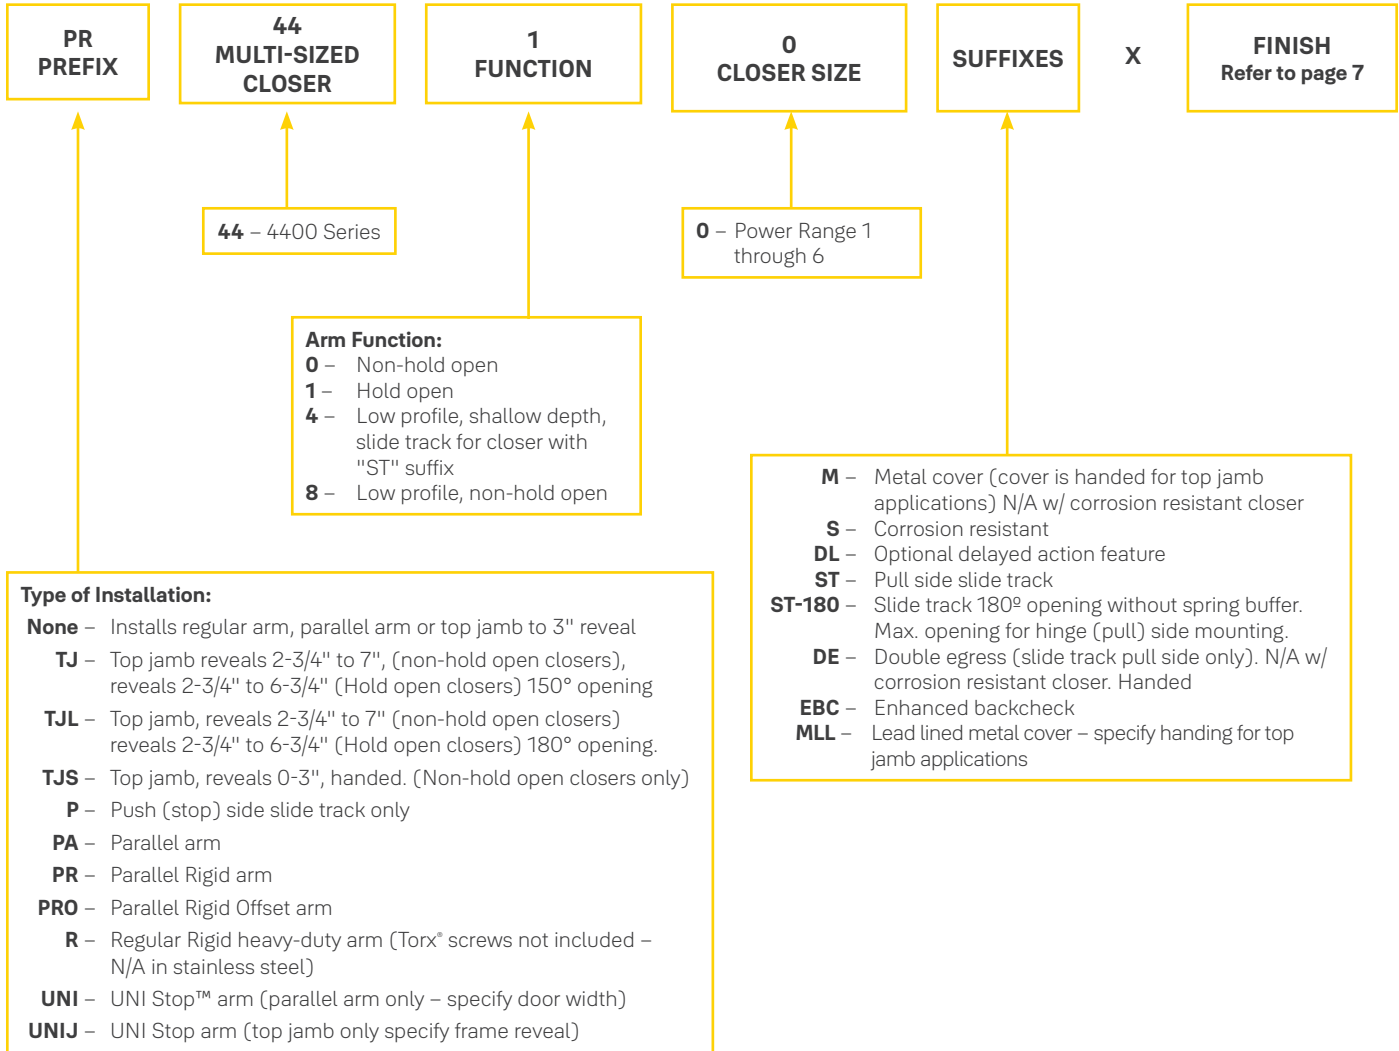 PR
PREFIX
44
MULTI-SIZED
CLOSER
1
FUNCTION
0
CLOSER SIZE
SUFFIXES
X
FINISH
Refer to page 7
44 – 4400 Series
0 – Power Range 1
through 6
Arm Function:
0 – Non-hold open
1 – Hold open
4 – Low profile, shallow depth,
slide track for closer with
"ST" suffix
8 – Low profile, non-hold open
M – Metal cover (cover is handed for top jamb
applications) N/A w/ corrosion resistant closer
S – Corrosion resistant
DL – Optional delayed action feature
ST – Pull side slide track
ST-180 – Slide track 180º opening without spring buffer.
Max. opening for hinge (pull) side mounting.
DE – Double egress (slide track pull side only). N/A w/
corrosion resistant closer. Handed
EBC – Enhanced backcheck
MLL – Lead lined metal cover – specify handing for top
jamb applications
Type of Installation:
None – Installs regular arm, parallel arm or top jamb to 3" reveal
TJ – Top jamb reveals 2-3/4" to 7", (non-hold open closers),
reveals 2-3/4" to 6-3/4" (Hold open closers) 150° opening
TJL – Top jamb, reveals 2-3/4" to 7" (non-hold open closers)
reveals 2-3/4" to 6-3/4" (Hold open closers) 180° opening.
TJS – Top jamb, reveals 0-3", handed. (Non-hold open closers only)
P – Push (stop) side slide track only
PA – Parallel arm
PR – Parallel Rigid arm
PRO – Parallel Rigid Offset arm
R – Regular Rigid heavy-duty arm (Torx® screws not included –
N/A in stainless steel)
UNI – UNI Stop™ arm (parallel arm only – specify door width)
UNIJ – UNI Stop arm (top jamb only specify frame reveal)